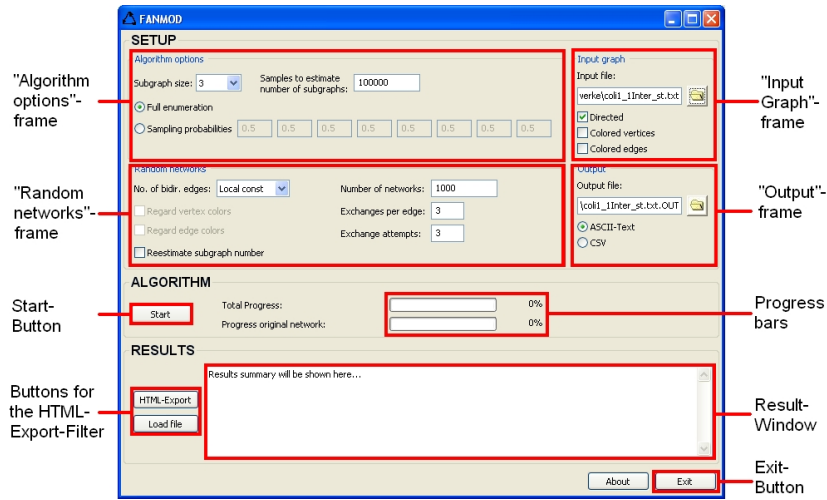 FANMOD
SETUP
Algorithm options
Subgraph size: 3
Samples to estimate
number of subgraphs: 100000
Full enumeration
Sampling probabilities 0.5 0.5 0.5 0.5 0.5 0.5 0.5 0.5
Input graph
Input file:
verke\coli1_1Inter_st.txt
Directed
Colored vertices
Colored edges
Random networks
No. of bidir. edges: Local const
Regard vertex colors
Regard edge colors
Reestimate subgraph number
Number of networks: 1000
Exchanges per edge: 3
Exchange attempts: 3
Output
Output file:
\coli1_1Inter_st.txt.OUT
ASCII-Text
CSV
ALGORITHM
Start
Total Progress: 0%
Progress original network: 0%
RESULTS
HTML-Export
Load file
Results summary will be shown here...
About
Exit
"Algorithm
options"-
frame
"Random
networks"-
frame
Start-
Button
Buttons for
the HTML-
Export-Filter
"Input
Graph"-
frame
"Output"-
frame
Progress
bars
Result-
Window
Exit-
Button